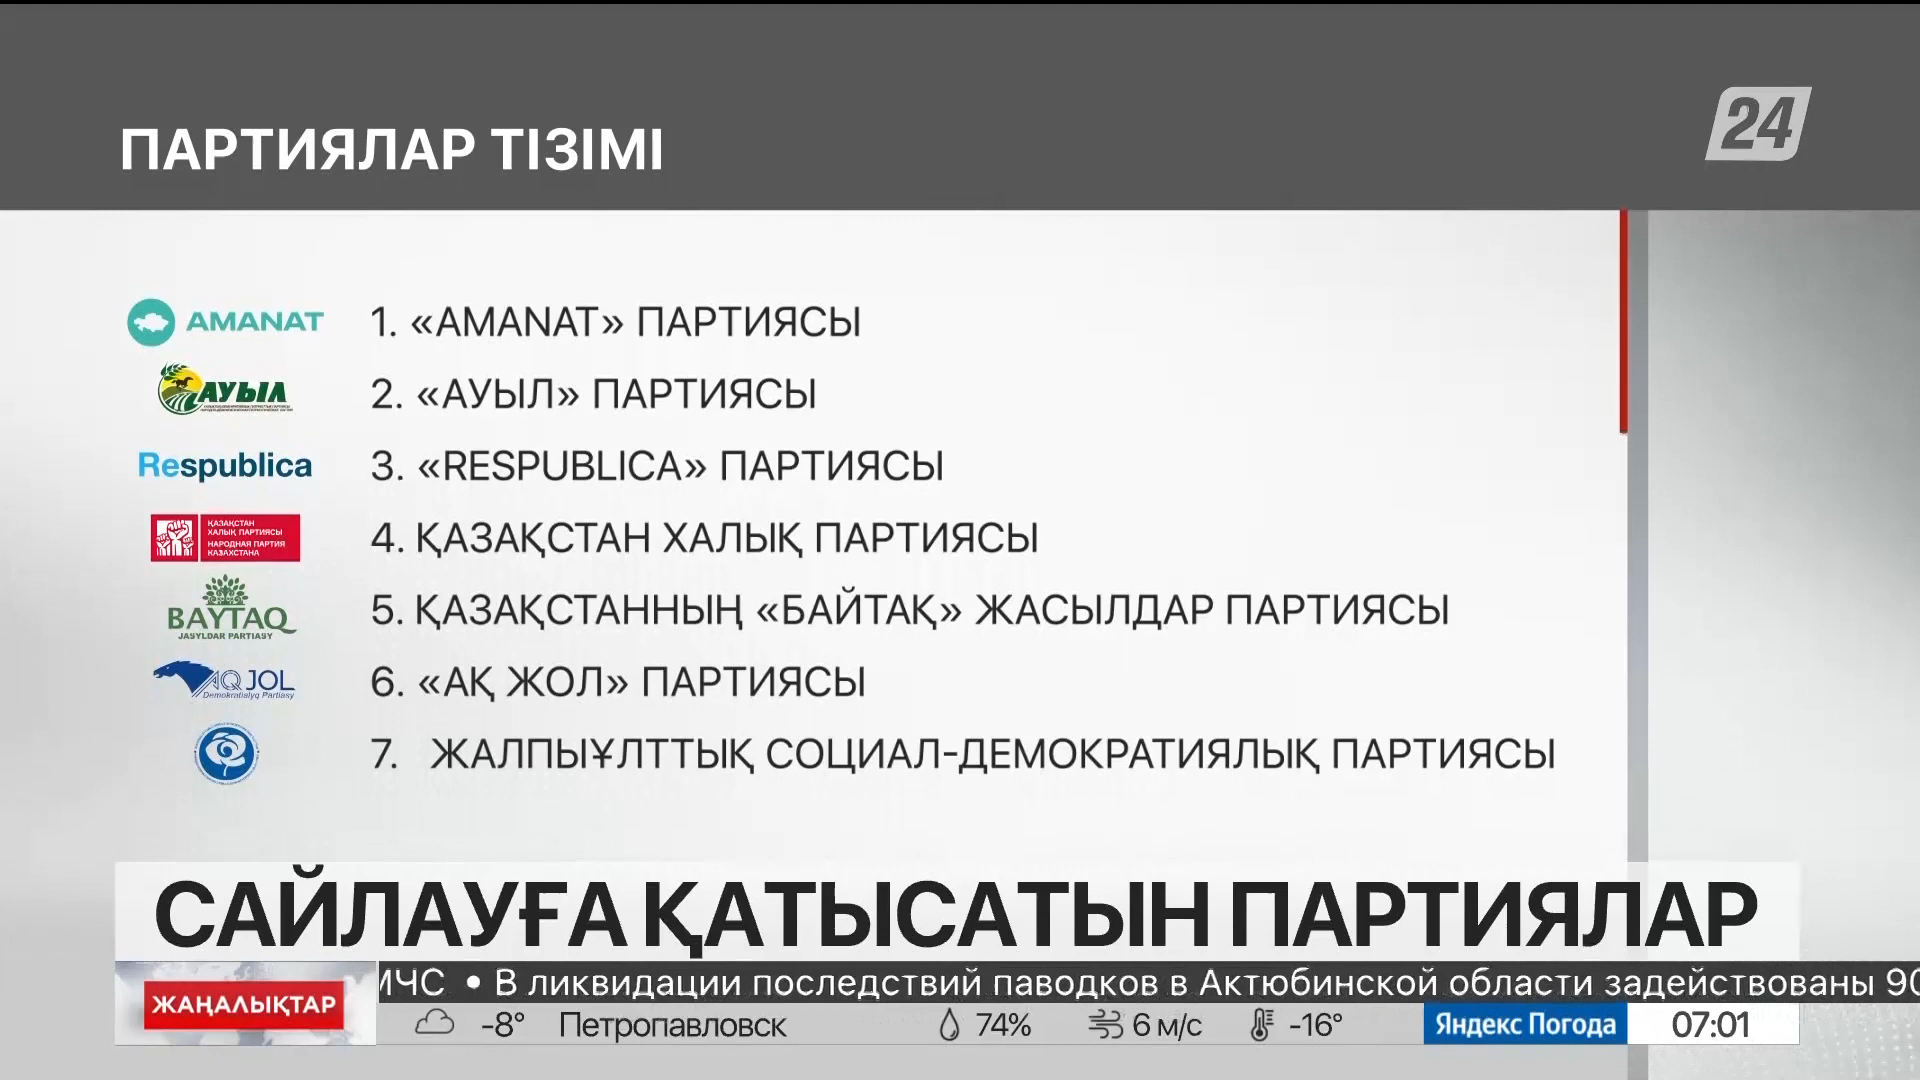 24
ПАРТИЯЛАР ТІЗІМІ
AMANAT
1. «AMANAT» ПАРТИЯСЫ
АУЫЛ
2. «АУЫЛ» ПАРТИЯСЫ
Respublica
3. «RESPUBLICA» ПАРТИЯСЫ
ҚАЗАҚСТАН
ХАЛЫҚ ПАРТИЯСЫ
НАРОДНАЯ ПАРТИЯ
КАЗАХСТАНА
4. ҚАЗАҚСТАН ХАЛЫҚ ПАРТИЯСЫ
BAYTAQ
JASYLDAR PARTIASY
5. ҚАЗАҚСТАННЫҢ «БАЙТАҚ» ЖАСЫЛДАР ПАРТИЯСЫ
AQ JOL
Demokratialyq Partiasy
6. «АҚ ЖОЛ» ПАРТИЯСЫ
7. ЖАЛПЫҰЛТТЫҚ СОЦИАЛ-ДЕМОКРАТИЯЛЫҚ ПАРТИЯСЫ
САЙЛАУҒА ҚАТЫСАТЫН ПАРТИЯЛАР
МЧС • В ликвидации последствий паводков в Актюбинской области задействованы 90
ЖАҢАЛЫҚТАР
-8° Петропавловск 74% 6 м/с -16° Яндекс Погода 07:01